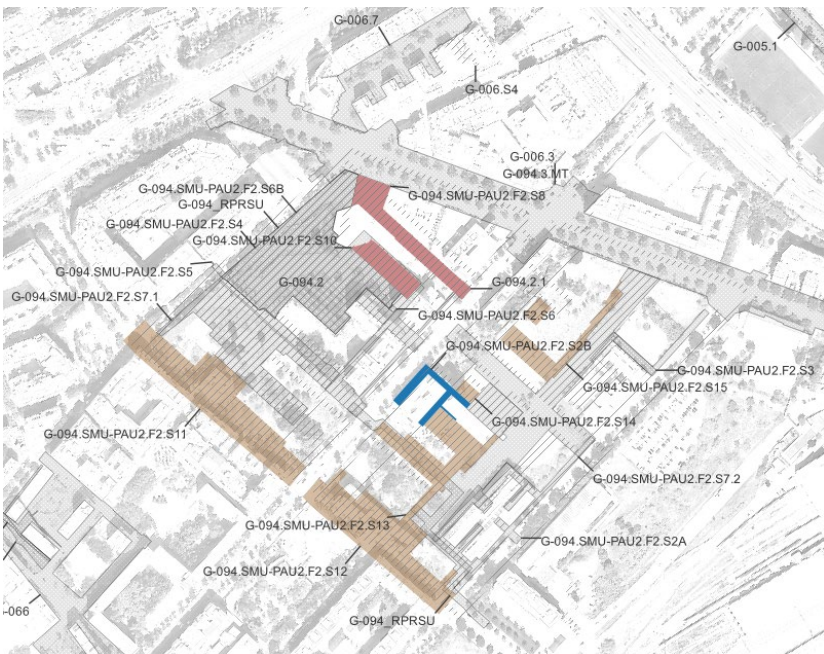 G-006.7
G-005.1
G-006.S4
G-006.3
G-094.3.MT
G-094.SMU-PAU2.F2.S6B
G-094.SMU-PAU2.F2.S8
G-094_RPRSU
G-094.SMU-PAU2.F2.S4
G-094.SMU-PAU2.F2.S10
G-094.SMU-PAU2.F2.S5
G-094.2
G-094.2.1
G-094.SMU-PAU2.F2.S7.1
G-094.SMU-PAU2.F2.S6
G-094.SMU-PAU2.F2.S2B
G-094.SMU-PAU2.F2.S3
G-094.SMU-PAU2.F2.S15
G-094.SMU-PAU2.F2.S14
G-094.SMU-PAU2.F2.S11
G-094.SMU-PAU2.F2.S7.2
G-094.SMU-PAU2.F2.S13
G-094.SMU-PAU2.F2.S2A
G-094.SMU-PAU2.F2.S12
-066
G-094_RPRSU